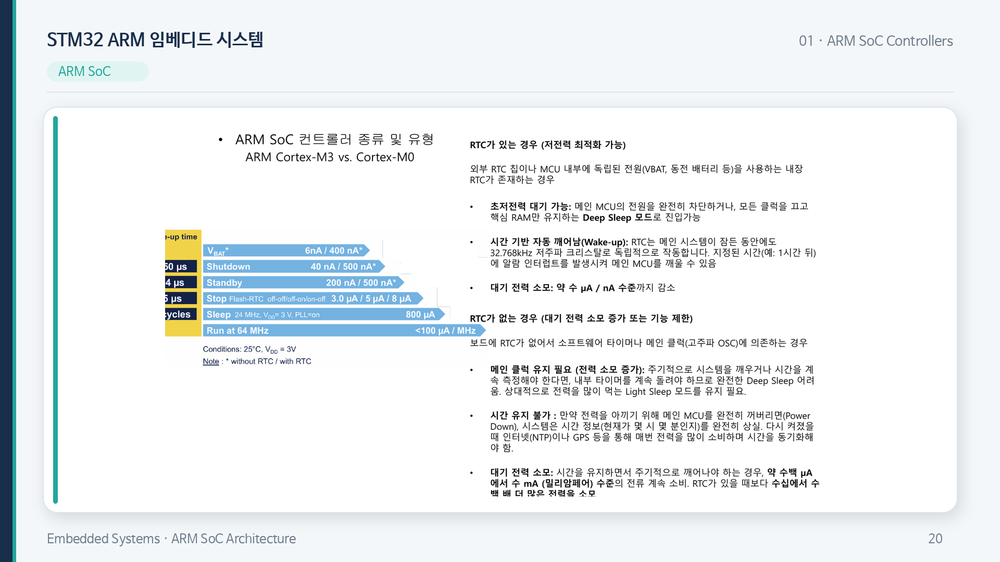 STM32 ARM 임베디드 시스템
01 · ARM SoC Controllers
ARM SoC
• ARM SoC 컨트롤러 종류 및 유형
ARM Cortex-M3 vs. Cortex-M0
e-up time
VBAT* 6nA / 400 nA*
50 µs Shutdown 40 nA / 500 nA*
4 µs Standby 200 nA / 500 nA*
5 µs Stop Flash-RTC off-off/off-on/on-off 3.0 µA / 5 µA / 8 µA
cycles Sleep 24 MHz, VDD= 3 V, PLL=on 800 µA
Run at 64 MHz <100 µA / MHz
Conditions: 25°C, VDD = 3V
Note : * without RTC / with RTC
RTC가 있는 경우 (저전력 최적화 가능)
외부 RTC 칩이나 MCU 내부에 독립된 전원(VBAT, 동전 배터리 등)을 사용하는 내장
RTC가 존재하는 경우
• 초저전력 대기 가능: 메인 MCU의 전원을 완전히 차단하거나, 모든 클럭을 끄고
핵심 RAM만 유지하는 Deep Sleep 모드로 진입가능
• 시간 기반 자동 깨어남(Wake-up): RTC는 메인 시스템이 잠든 동안에도
32.768kHz 저주파 크리스탈로 독립적으로 작동합니다. 지정된 시간(예: 1시간 뒤)
에 알람 인터럽트를 발생시켜 메인 MCU를 깨울 수 있음
• 대기 전력 소모: 약 수 µA / nA 수준까지 감소
RTC가 없는 경우 (대기 전력 소모 증가 또는 기능 제한)
보드에 RTC가 없어서 소프트웨어 타이머나 메인 클럭(고주파 OSC)에 의존하는 경우
• 메인 클럭 유지 필요 (전력 소모 증가): 주기적으로 시스템을 깨우거나 시간을 계
속 측정해야 한다면, 내부 타이머를 계속 돌려야 하므로 완전한 Deep Sleep 어려
움. 상대적으로 전력을 많이 먹는 Light Sleep 모드를 유지 필요.
• 시간 유지 불가 : 만약 전력을 아끼기 위해 메인 MCU를 완전히 꺼버리면(Power
Down), 시스템은 시간 정보(현재가 몇 시 몇 분인지)를 완전히 상실. 다시 켜졌을
때 인터넷(NTP)이나 GPS 등을 통해 매번 전력을 많이 소비하며 시간을 동기화해
야 함.
• 대기 전력 소모: 시간을 유지하면서 주기적으로 깨어나야 하는 경우, 약 수백 µA
에서 수 mA (밀리암페어) 수준의 전류 계속 소비. RTC가 있을 때보다 수십에서 수
백 배 더 많은 전력을 소모
Embedded Systems · ARM SoC Architecture
20